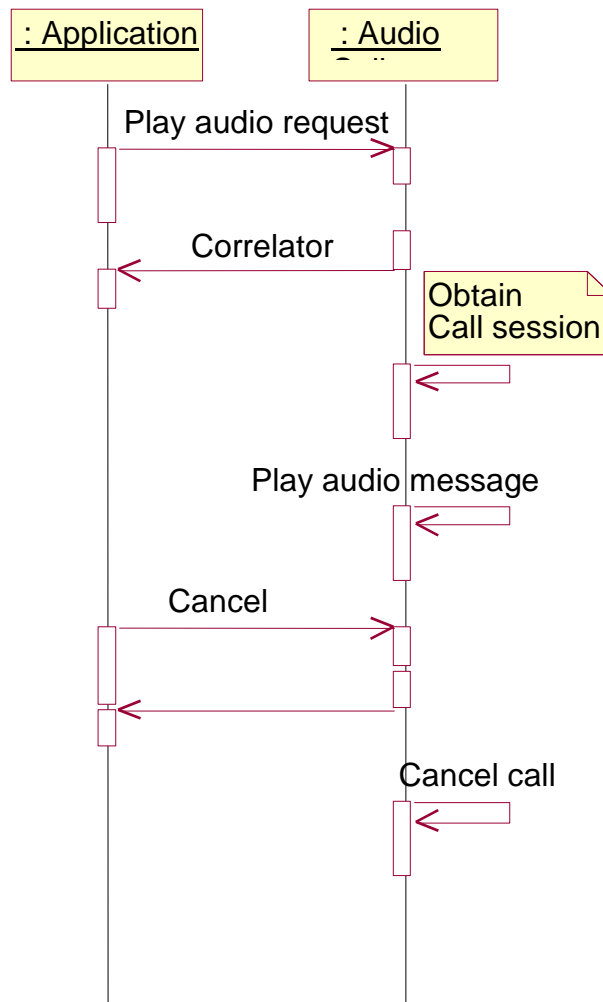 : Application
: Audio
Play audio request
Correlator
Obtain
Call session
Play audio message
Cancel
Cancel call